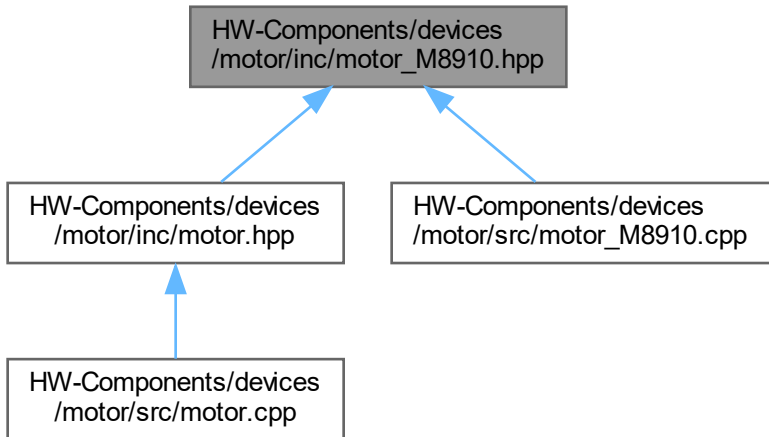 HW-Components/devices
/motor/inc/motor_M8910.hpp
HW-Components/devices
/motor/inc/motor.hpp
HW-Components/devices
/motor/src/motor_M8910.cpp
HW-Components/devices
/motor/src/motor.cpp